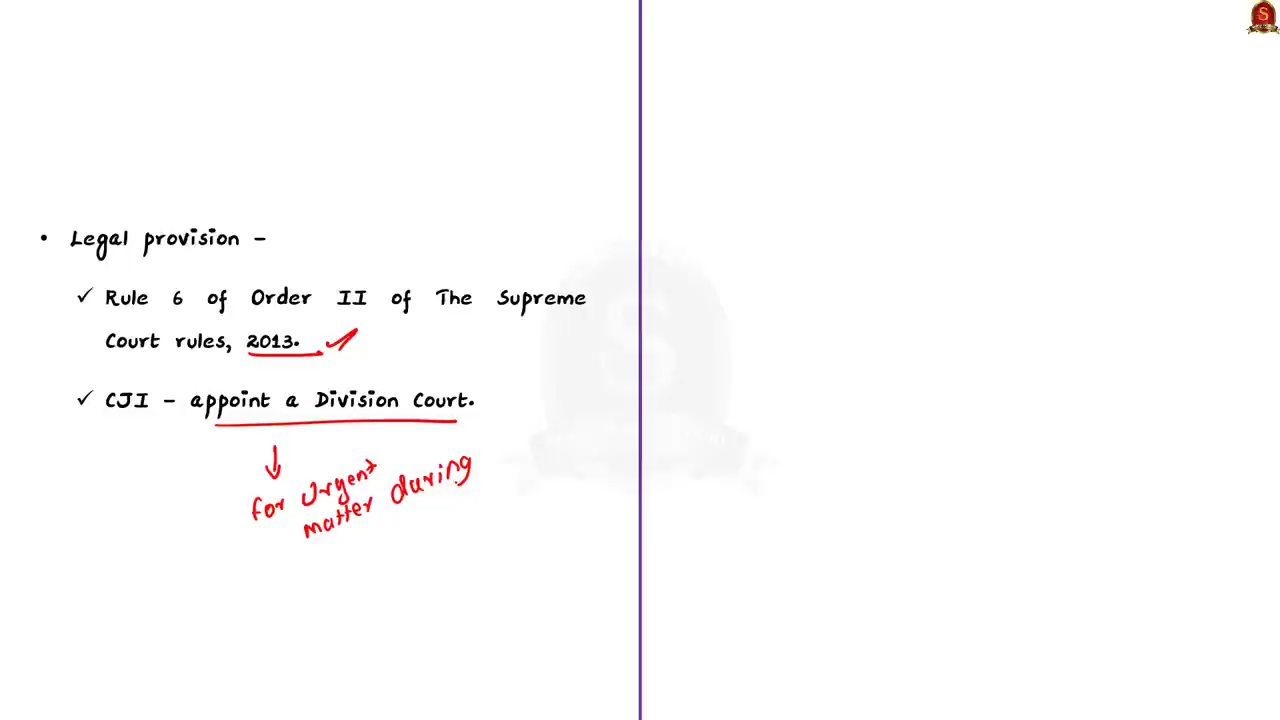 • Legal provision –
✓ Rule 6 of Order II of The Supreme
Court rules, 2013. ✓
✓ CJI – appoint a Division Court.
↓
for Urgent
matter during